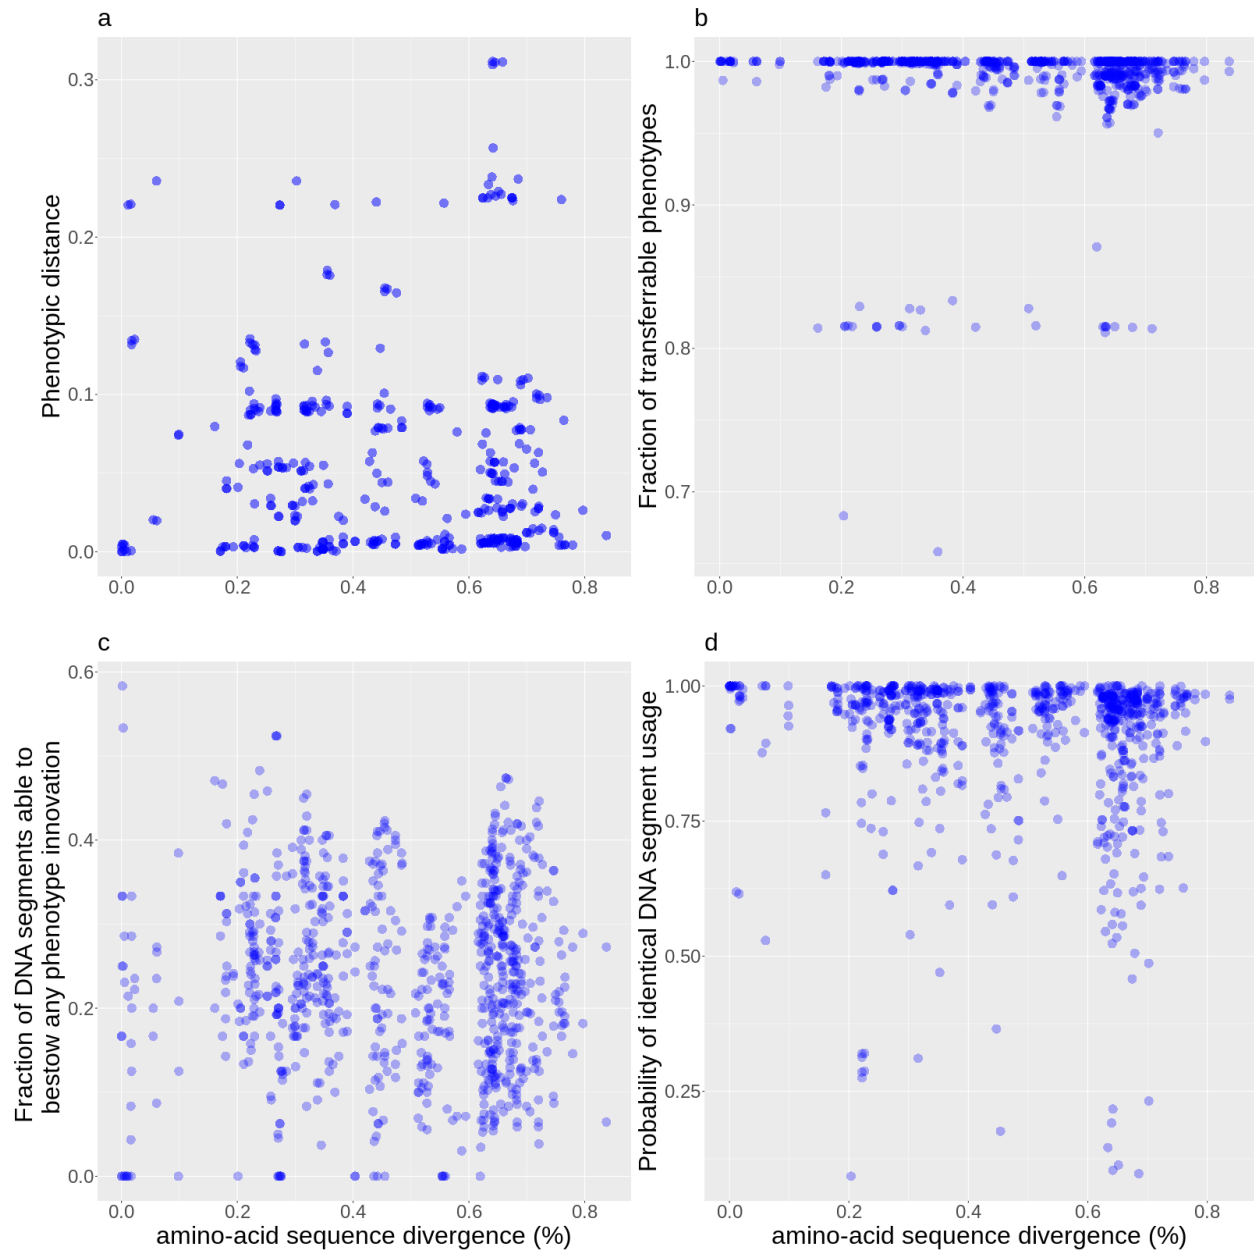 a
Phenotypic distance
0.3
0.2
0.1
0.0
0.0 0.2 0.4 0.6 0.8
b
Fraction of transferrable phenotypes
1.0
0.9
0.8
0.7
0.0 0.2 0.4 0.6 0.8
c
Fraction of DNA segments able to
bestow any phenotype innovation
0.6
0.4
0.2
0.0
0.0 0.2 0.4 0.6 0.8
amino-acid sequence divergence (%)
d
Probability of identical DNA segment usage
1.00
0.75
0.50
0.25
0.0 0.2 0.4 0.6 0.8
amino-acid sequence divergence (%)